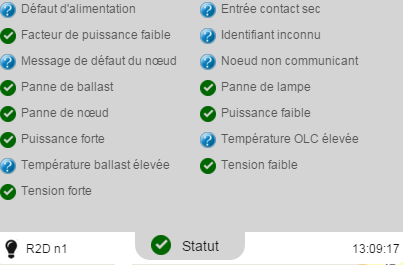 Défaut d'alimentation Entrée contact sec
Facteur de puissance faible Identifiant inconnu
Message de défaut du nœud Noeud non communicant
Panne de ballast Panne de lampe
Panne de nœud Puissance faible
Puissance forte Température OLC élevée
Température ballast élevée Tension faible
Tension forte
R2D n1 Statut 13:09:17